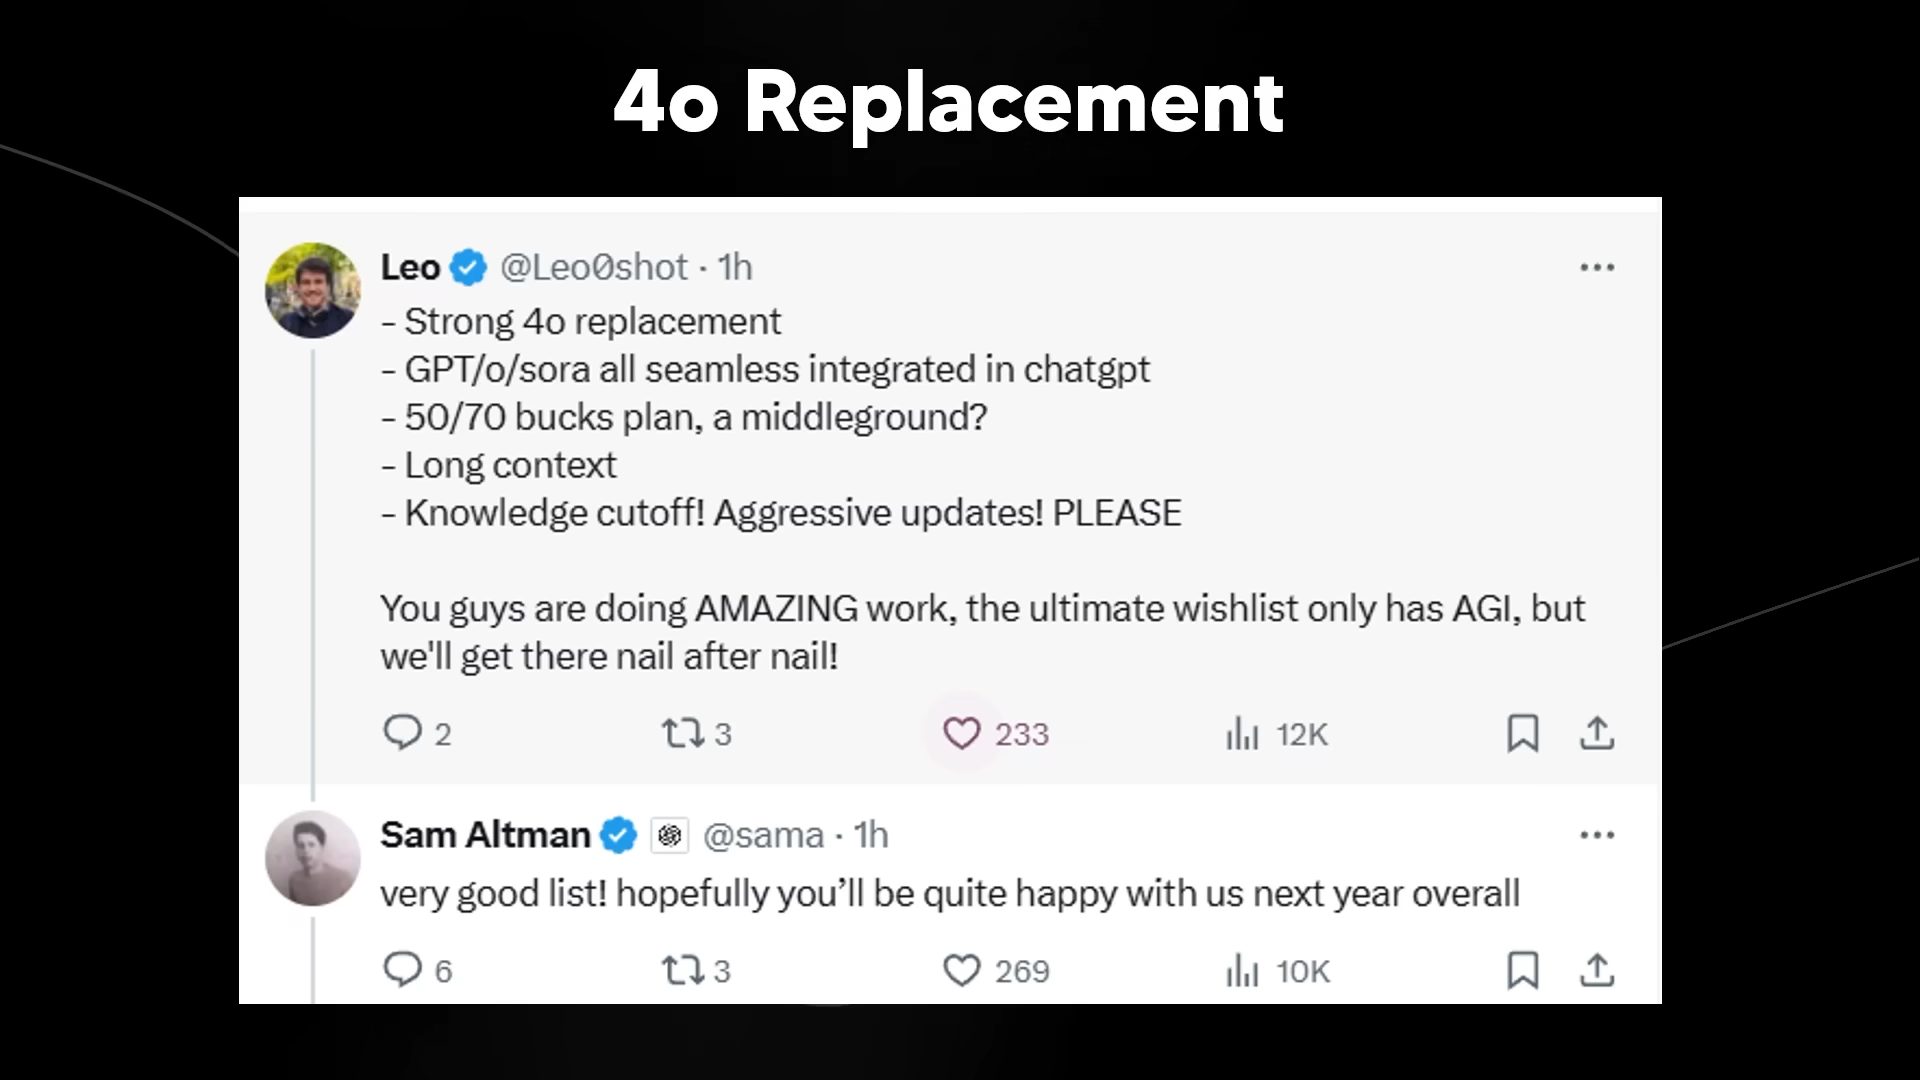 4o Replacement
Leo @Leo0shot · 1h
- Strong 4o replacement
- GPT/o/sora all seamless integrated in chatgpt
- 50/70 bucks plan, a middleground?
- Long context
- Knowledge cutoff! Aggressive updates! PLEASE
You guys are doing AMAZING work, the ultimate wishlist only has AGI, but
we'll get there nail after nail!
2 3 233 12K
Sam Altman @sama · 1h
very good list! hopefully you’ll be quite happy with us next year overall
6 3 269 10K